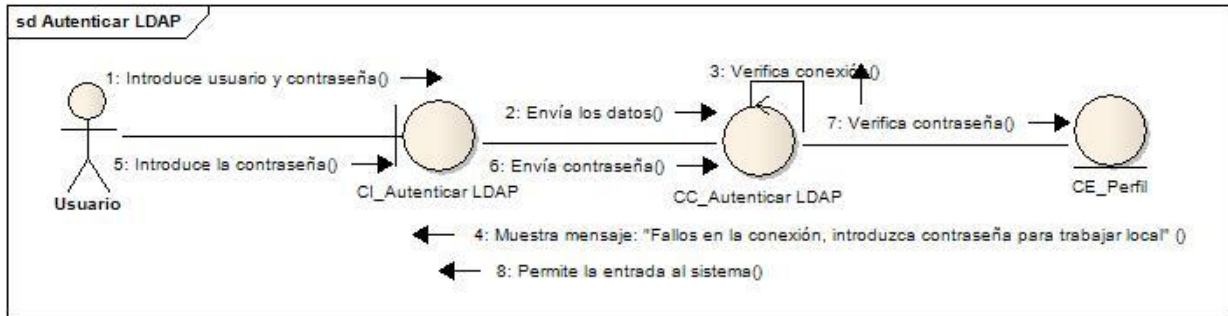 sd Autenticar LDAP
1: Introduce usuario y contraseña()
3: Verifica conexión()
2: Envía los datos()
7: Verifica contraseña()
5: Introduce la contraseña()
6: Envía contraseña()
Usuario
CI_Autenticar LDAP
CC_Autenticar LDAP
CE_Perfil
4: Muestra mensaje: "Fallos en la conexión, introduzca contraseña para trabajar local" ()
8: Permite la entrada al sistema()